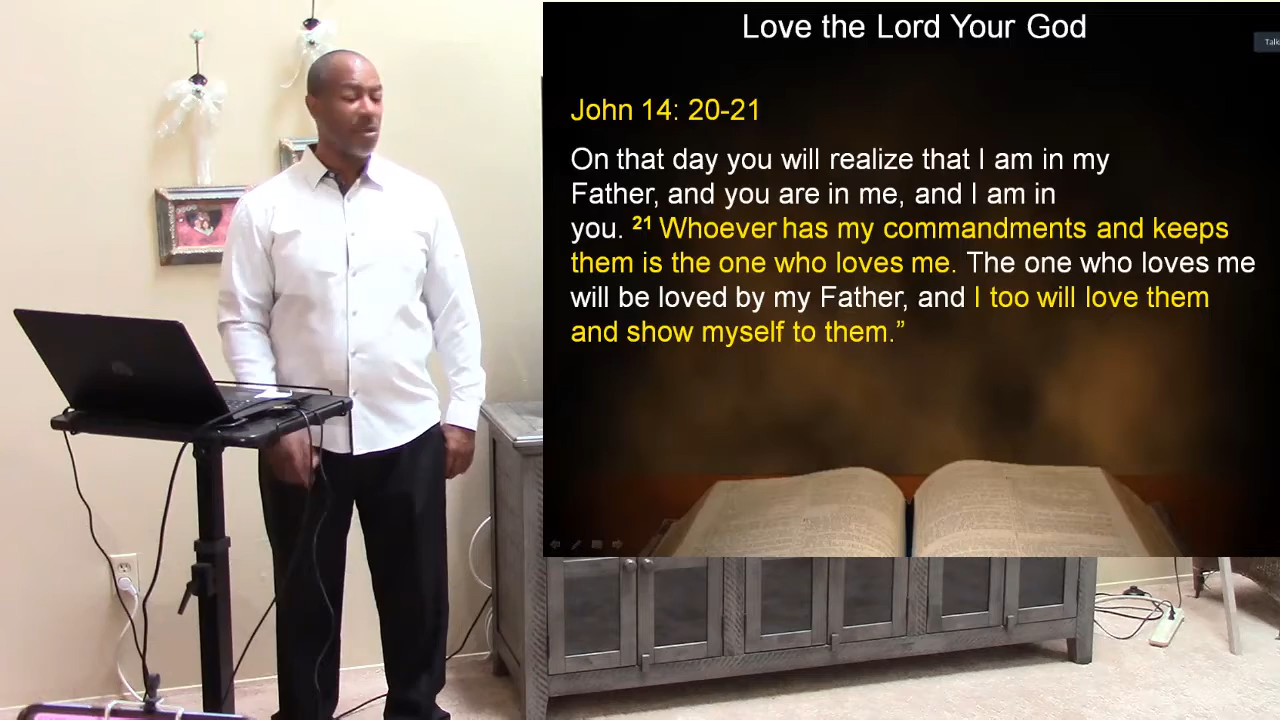 Love the Lord Your God
Talk
John 14: 20-21
On that day you will realize that I am in my
Father, and you are in me, and I am in
you. 21 Whoever has my commandments and keeps
them is the one who loves me. The one who loves me
will be loved by my Father, and I too will love them
and show myself to them.”